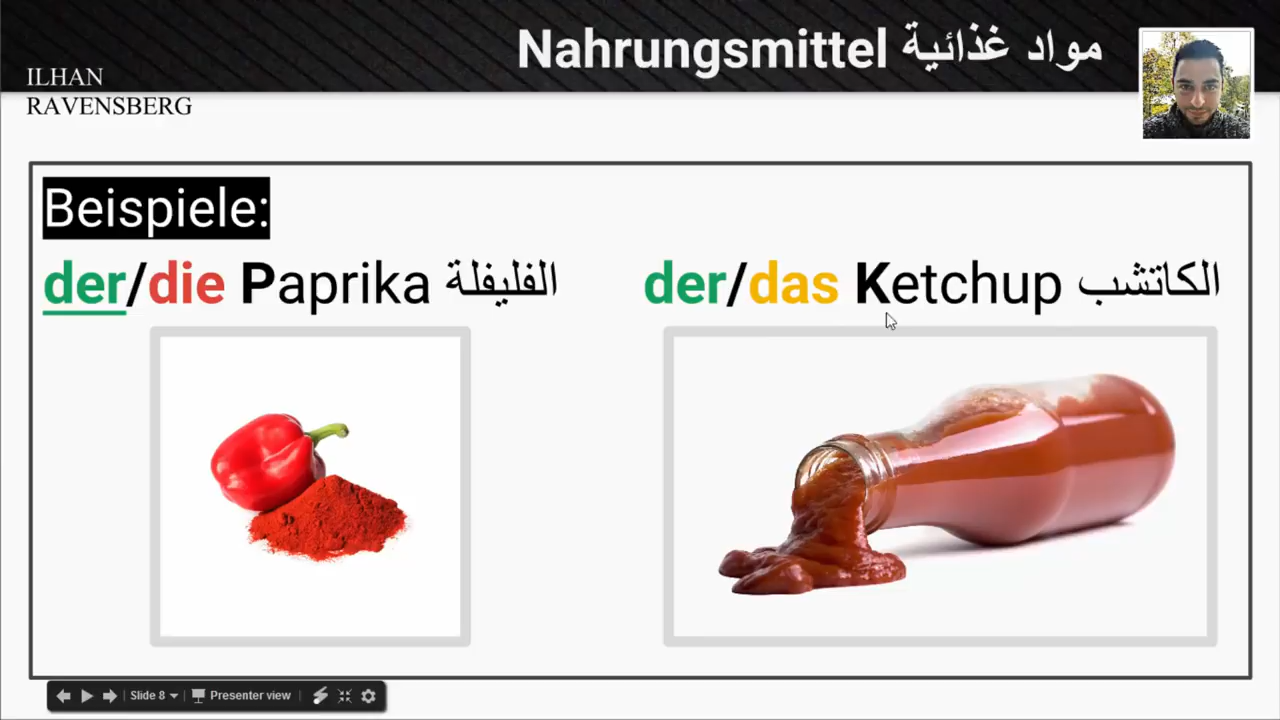 Nahrungsmittel مواد غذائية
ILHAN
RAVENSBERG
Beispiele:
der/die Paprika الفليفلة
der/das Ketchup الكاتشب
Slide 8
Presenter view